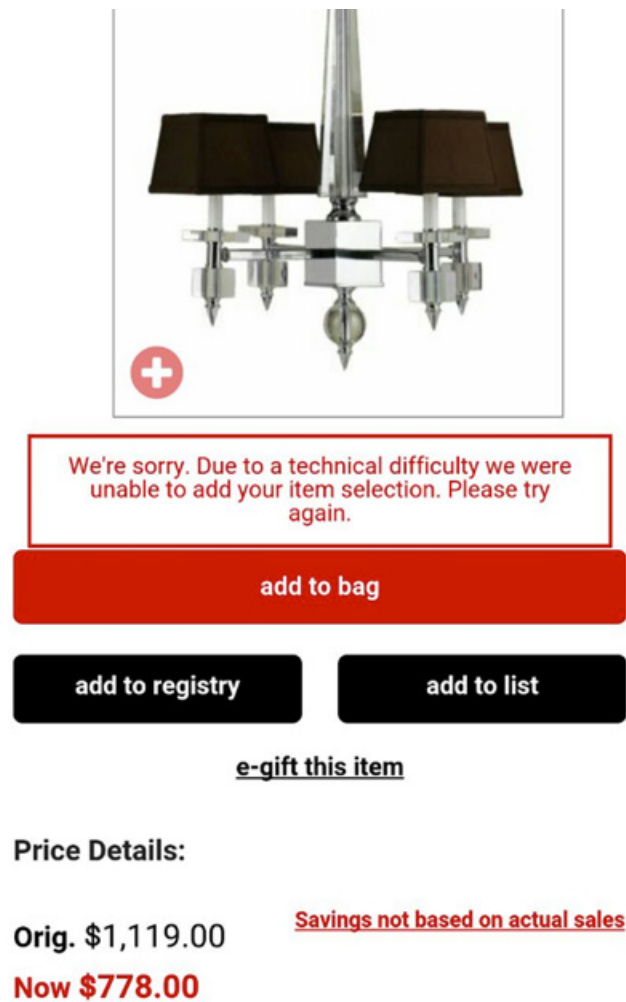 We're sorry. Due to a technical difficulty we were
unable to add your item selection. Please try
again.
add to bag
add to registry
add to list
e-gift this item
Price Details:
Savings not based on actual sales
Orig. $1,119.00
Now $778.00